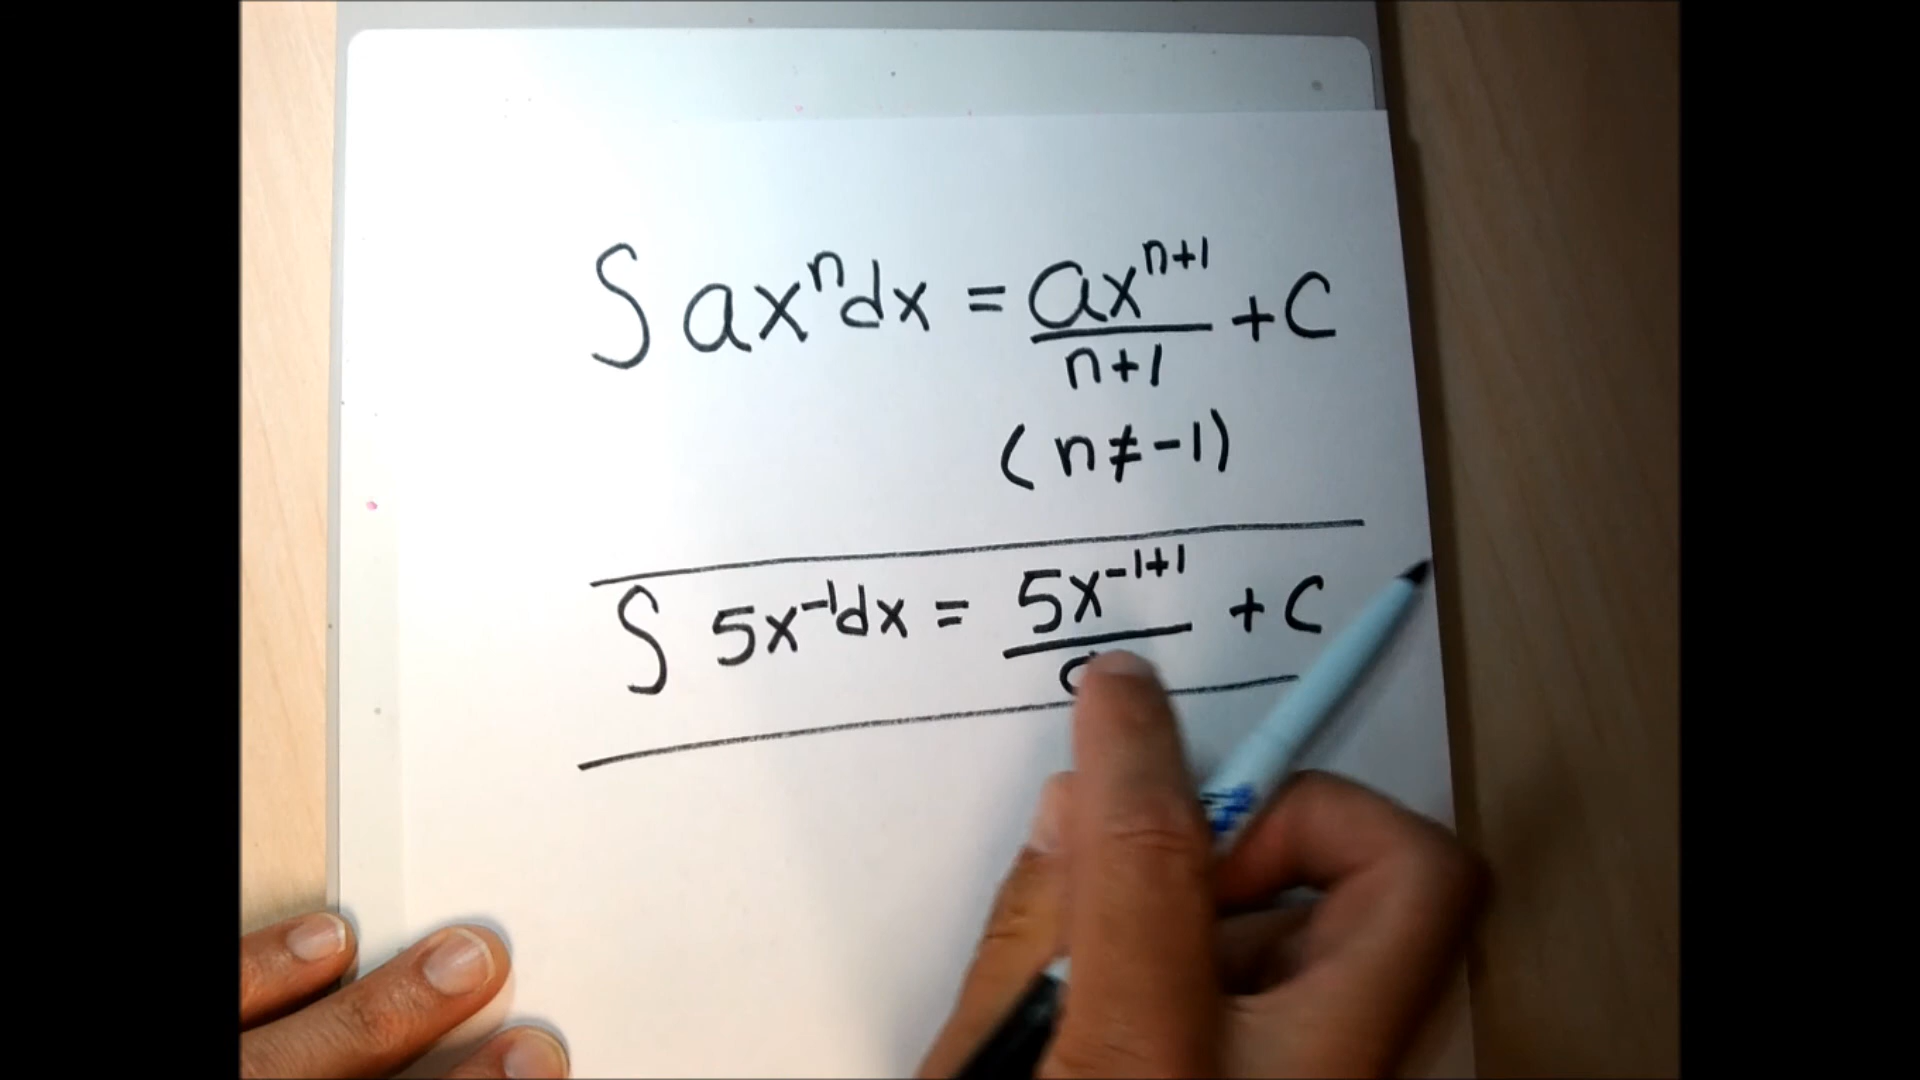 ∫ axⁿdx = axⁿ⁺¹/n+1 + C
(n≠-1)
∫ 5x⁻¹dx = 5x⁻¹⁺¹/ + C